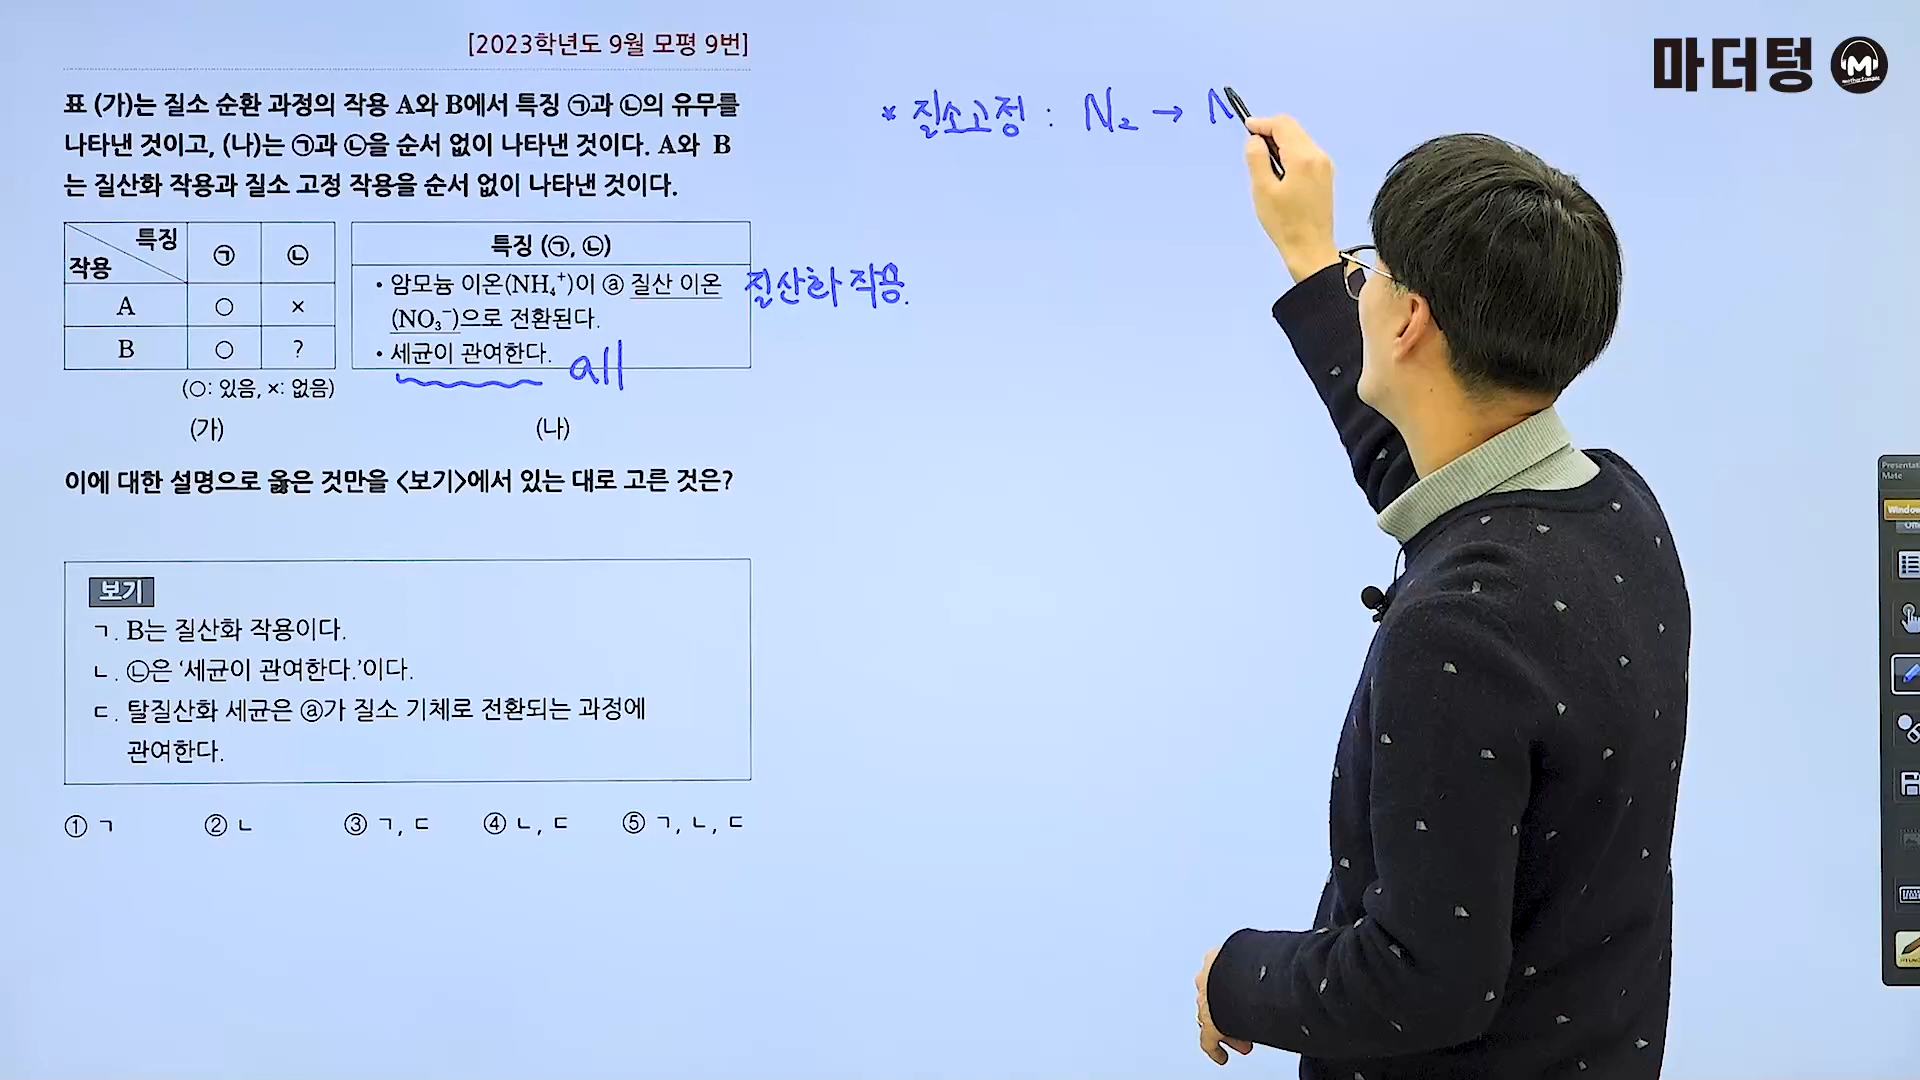 [2023학년도 9월 모평 9번]
표 (가)는 질소 순환 과정의 작용 A와 B에서 특징 ㉠과 ㉡의 유무를
나타낸 것이고, (나)는 ㉠과 ㉡을 순서 없이 나타낸 것이다. A와 B
는 질산화 작용과 질소 고정 작용을 순서 없이 나타낸 것이다.
특징
작용 ㉠ ㉡
A ○ ×
B ○ ?
(○: 있음, ×: 없음)
(가)
특징 (㉠, ㉡)
• 암모늄 이온(NH₄⁺)이 ⓐ 질산 이온
(NO₃⁻)으로 전환된다.
• 세균이 관여한다.
(나)
질산화 작용.
all
* 질소고정 : N₂ → N
이에 대한 설명으로 옳은 것만을 <보기>에서 있는 대로 고른 것은?
보기
ㄱ. B는 질산화 작용이다.
ㄴ. ㉡은 ‘세균이 관여한다.’이다.
ㄷ. 탈질산화 세균은 ⓐ가 질소 기체로 전환되는 과정에
관여한다.
① ㄱ ② ㄴ ③ ㄱ, ㄷ ④ ㄴ, ㄷ ⑤ ㄱ, ㄴ, ㄷ
마더텅 M
Presentat
Mate
Window